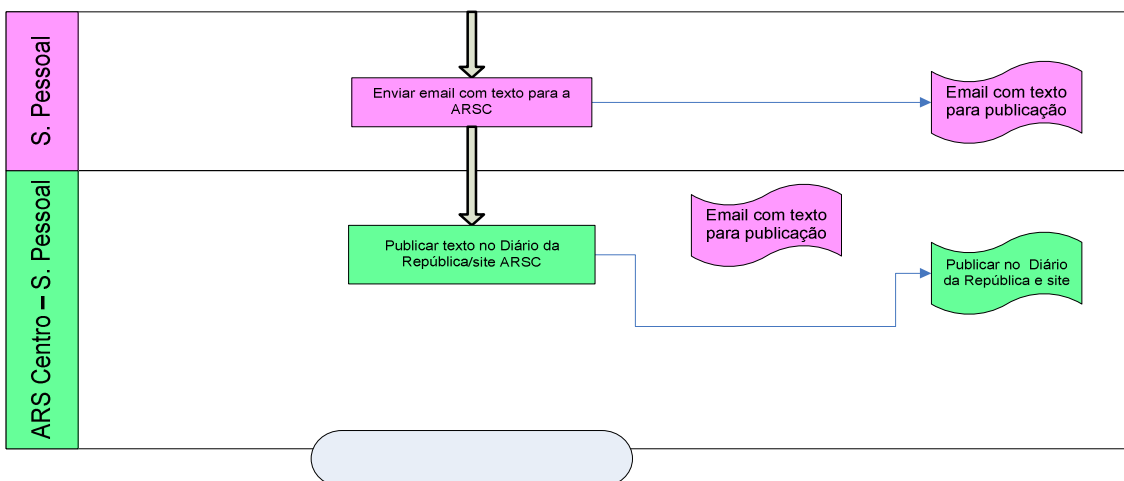 S. Pessoal
Enviar email com texto para a
ARSC
Email com texto
para publicação
ARS Centro – S. Pessoal
Email com texto
para publicação
Publicar texto no Diário da
República/site ARSC
Publicar no Diário
da República e site